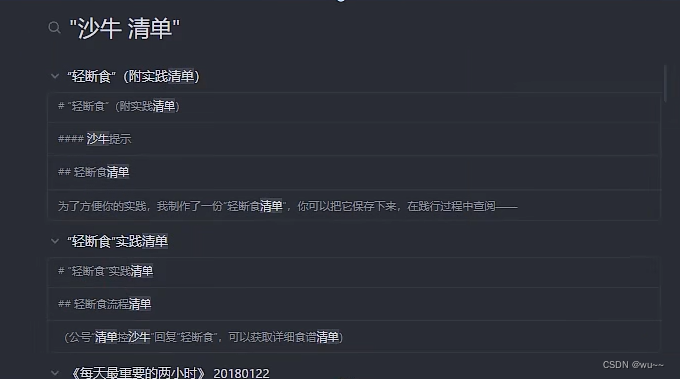 "沙牛 清单"
“轻断食”（附实践清单）
# “轻断食”（附实践清单）
#### 沙牛提示
## 轻断食清单
为了方便你的实践，我制作了一份“轻断食清单”，你可以把它保存下来，在践行过程中查阅——
“轻断食”实践清单
# “轻断食”实践清单
## 轻断食流程清单
（公号“清单控沙牛”回复“轻断食”，可以获取详细食谱清单）
《每天最重要的两小时》 20180122
CSDN @wu~~